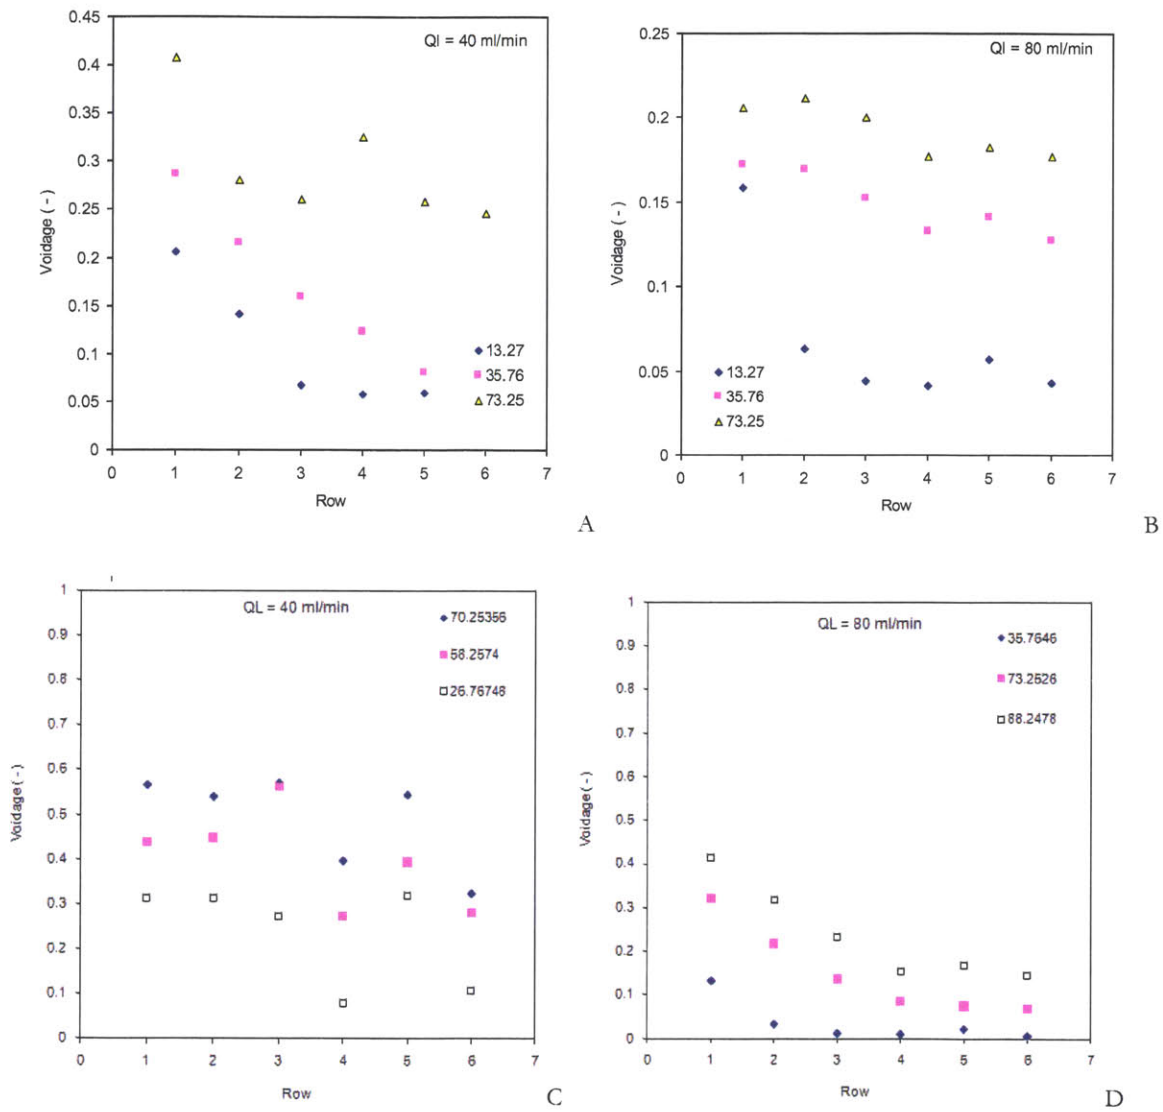 0.45
0.4
0.35
0.3
0.25
0.2
0.15
0.1
0.05
0
Voidage ( - )
Ql = 40 ml/min
13.27
35.76
73.25
0 1 2 3 4 5 6 7
Row
A
0.25
0.2
0.15
0.1
0.05
0
Voidage ( - )
Ql = 80 ml/min
13.27
35.76
73.25
0 1 2 3 4 5 6 7
Row
B
1
0.9
0.8
0.7
0.6
0.5
0.4
0.3
0.2
0.1
0
Voidage ( - )
QL = 40 ml/min
70.25356
58.2574
26.76746
0 1 2 3 4 5 6 7
Row
C
1
0.9
0.8
0.7
0.6
0.5
0.4
0.3
0.2
0.1
0
Voidage ( - )
QL = 80 ml/min
35.7646
73.2526
88.2478
0 1 2 3 4 5 6 7
Row
D